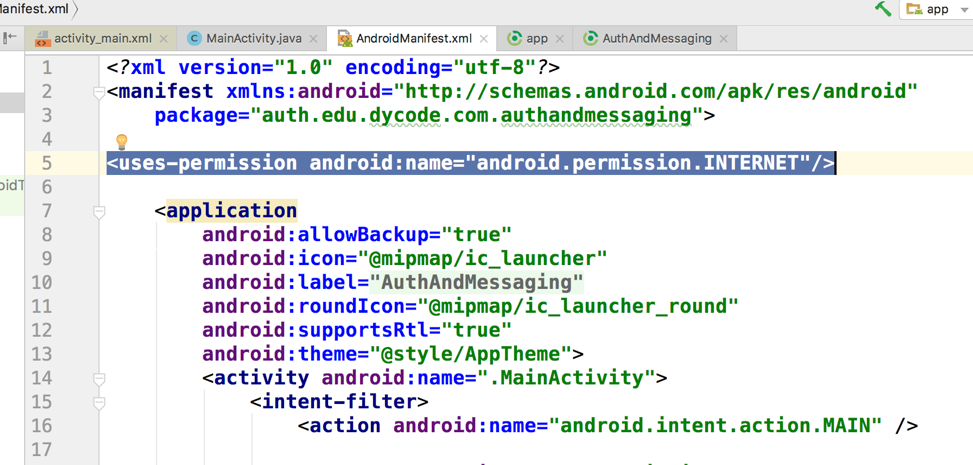 AndroidManifest.xml
app
activity_main.xml
MainActivity.java
AndroidManifest.xml
app
AuthAndMessaging
1 <?xml version="1.0" encoding="utf-8"?>
2 <manifest xmlns:android="http://schemas.android.com/apk/res/android"
3 package="auth.edu.dycode.com.authandmessaging">
4
5 <uses-permission android:name="android.permission.INTERNET"/>
6
7 <application
8 android:allowBackup="true"
9 android:icon="@mipmap/ic_launcher"
10 android:label="AuthAndMessaging"
11 android:roundIcon="@mipmap/ic_launcher_round"
12 android:supportsRtl="true"
13 android:theme="@style/AppTheme">
14 <activity android:name=".MainActivity">
15 <intent-filter>
16 <action android:name="android.intent.action.MAIN" />
17